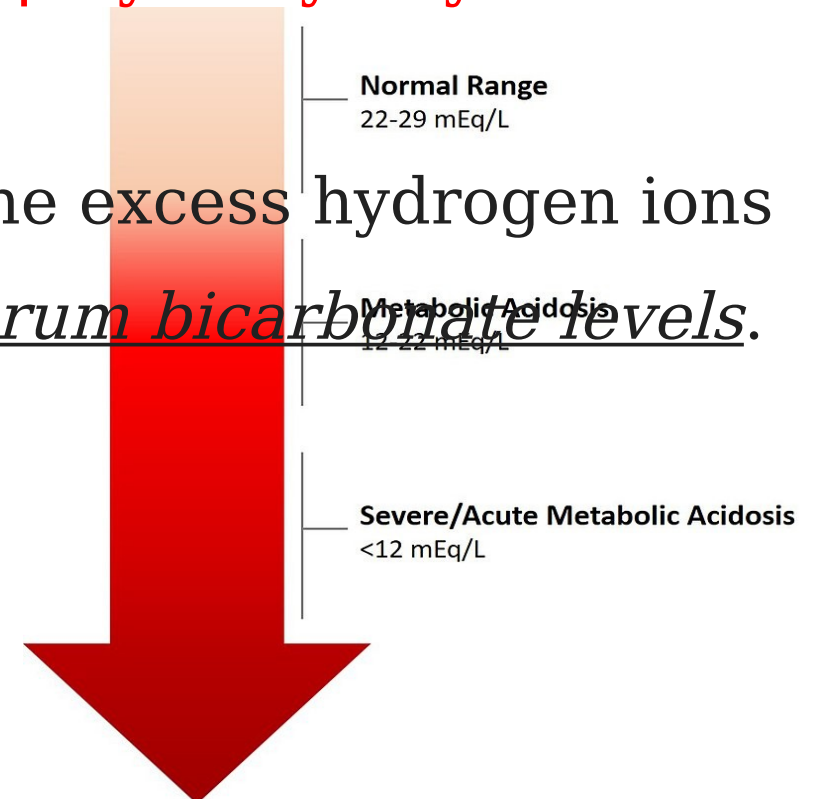 Normal Range
22-29 mEq/L
he excess hydrogen ions
rum bicarbonate levels.
Metabolic Acidosis
12-22 mEq/L
Severe/Acute Metabolic Acidosis
<12 mEq/L